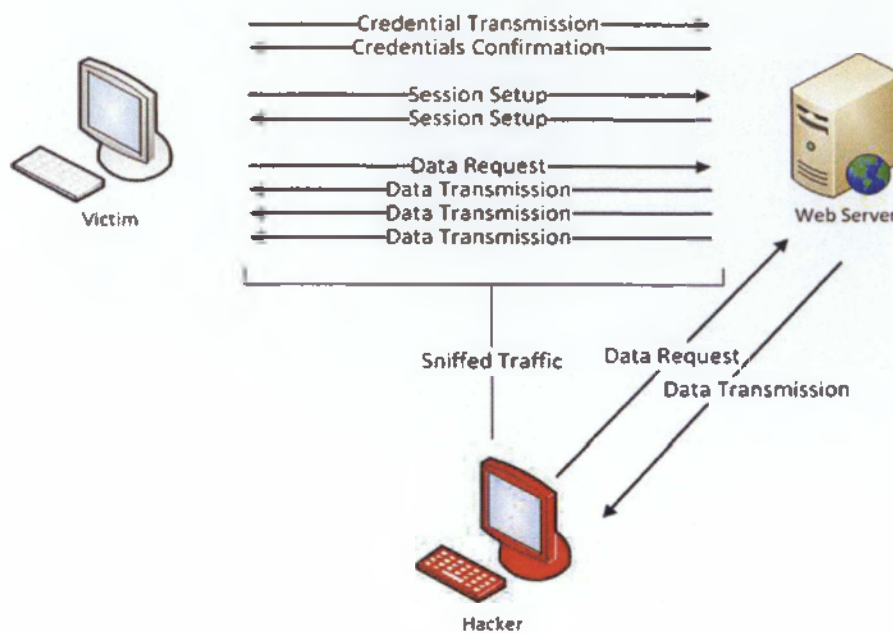 Credential Transmission
Credentials Confirmation
Session Setup
Session Setup
Data Request
Data Transmission
Data Transmission
Data Transmission
Victim
Web Server
Sniffed Traffic
Data Request
Data Transmission
Hacker